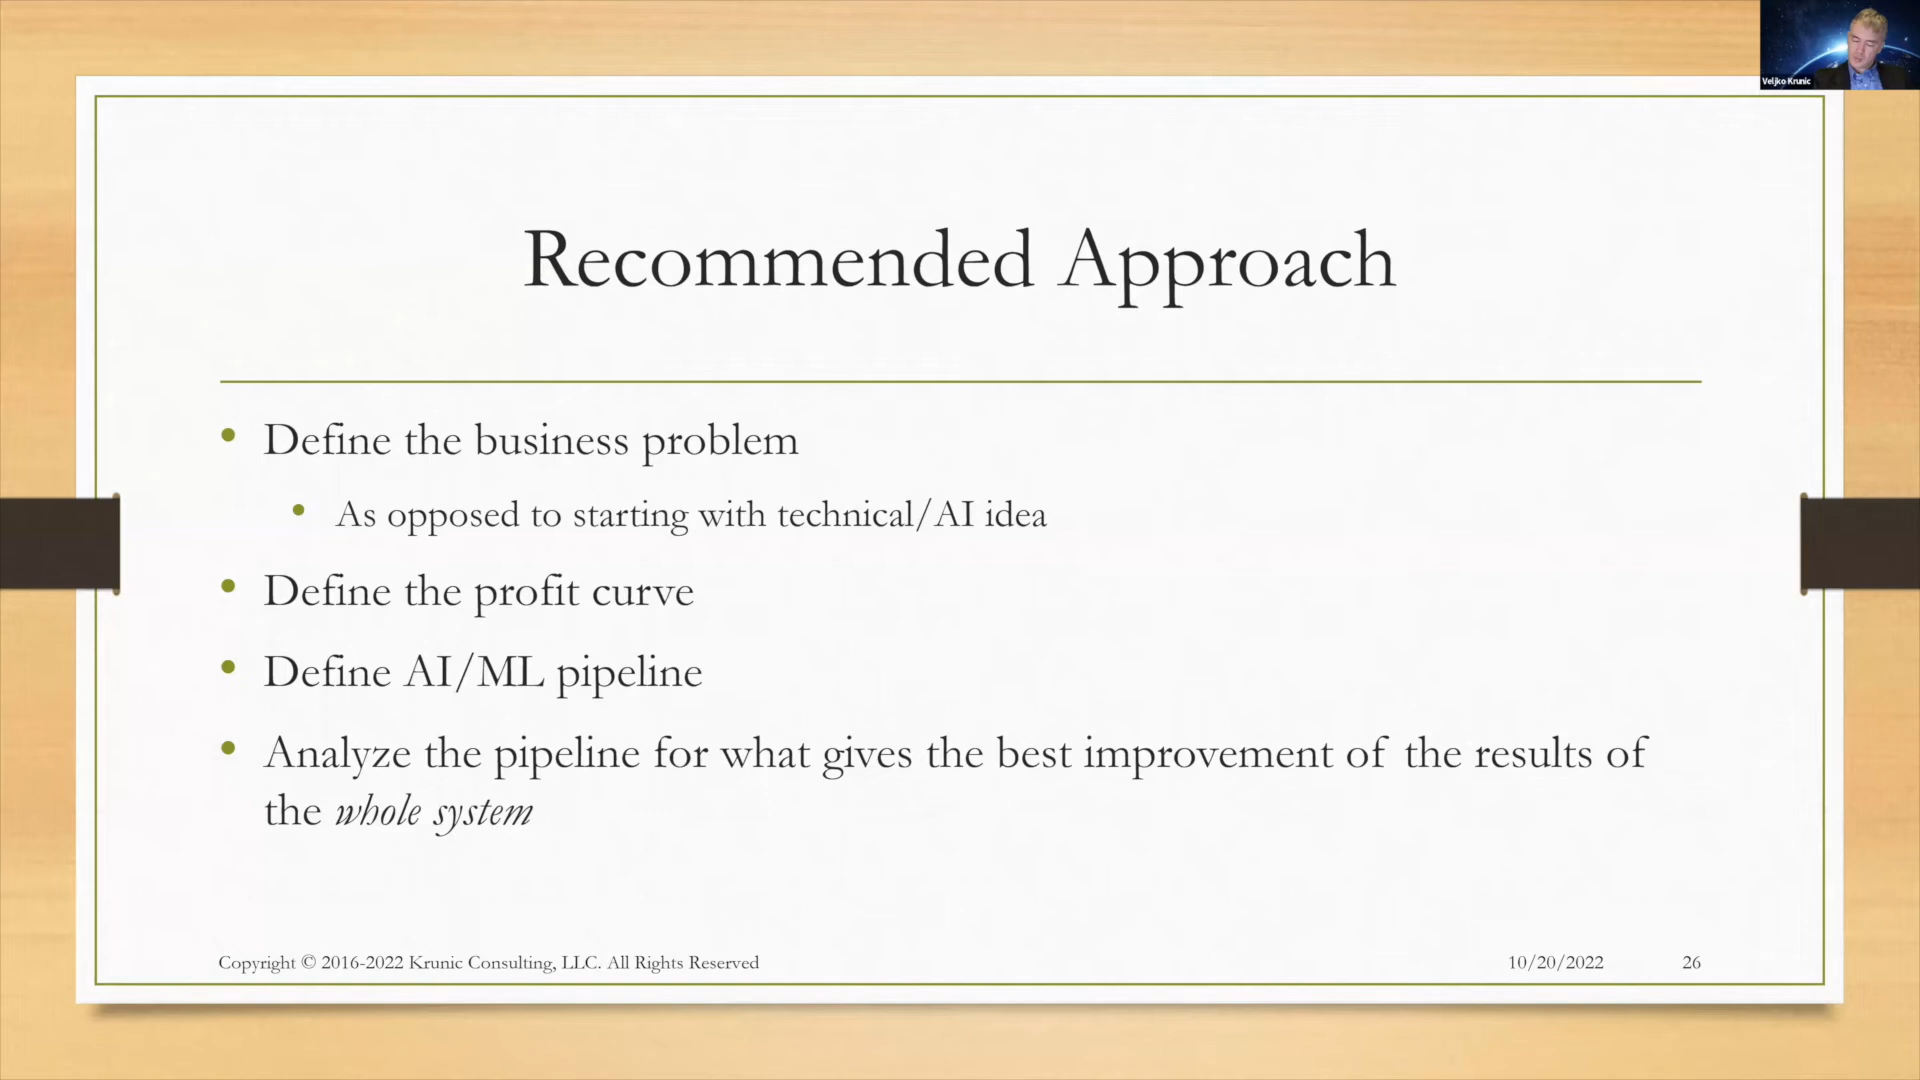 Veljko Krunic
Recommended Approach
• Define the business problem
• As opposed to starting with technical/AI idea
• Define the profit curve
• Define AI/ML pipeline
• Analyze the pipeline for what gives the best improvement of the results of
the whole system
Copyright © 2016-2022 Krunic Consulting, LLC. All Rights Reserved
10/20/2022
26